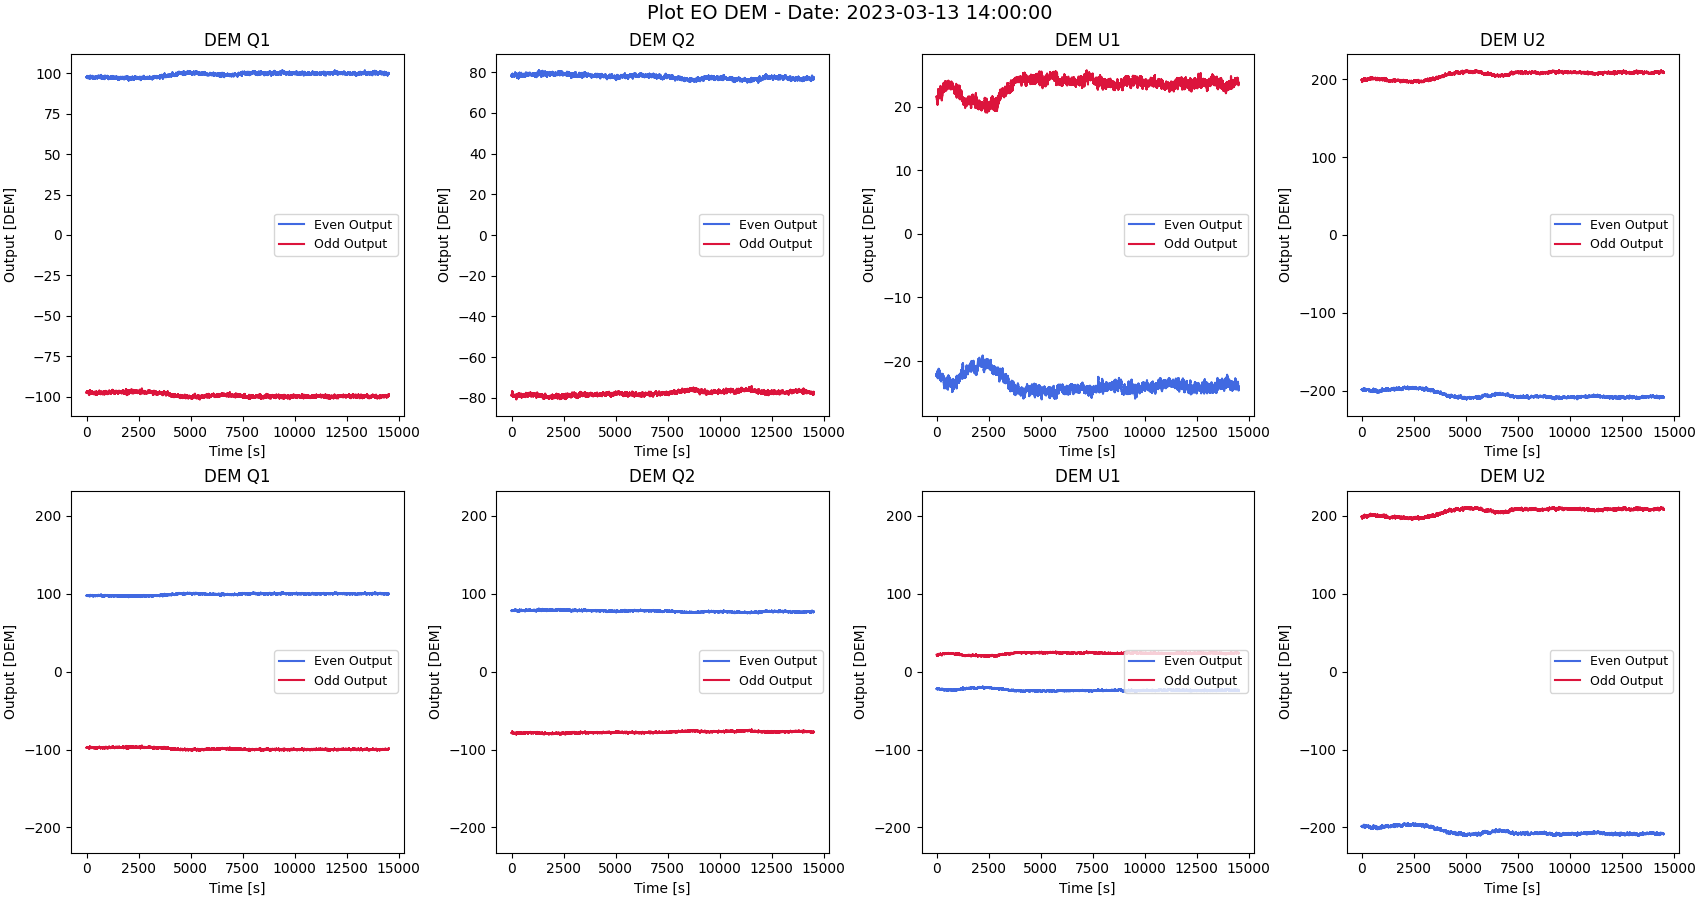 Plot EO DEM - Date: 2023-03-13 14:00:00
DEM Q1
Output [DEM]
100
75
50
25
0
−25
−50
−75
−100
Even Output
Odd Output
0 2500 5000 7500 10000 12500 15000
Time [s]
DEM Q2
Output [DEM]
80
60
40
20
0
−20
−40
−60
−80
Even Output
Odd Output
0 2500 5000 7500 10000 12500 15000
Time [s]
DEM U1
Output [DEM]
20
10
0
−10
−20
Even Output
Odd Output
0 2500 5000 7500 10000 12500 15000
Time [s]
DEM U2
Output [DEM]
200
100
0
−100
−200
Even Output
Odd Output
0 2500 5000 7500 10000 12500 15000
Time [s]
DEM Q1
Output [DEM]
200
100
0
−100
−200
Even Output
Odd Output
0 2500 5000 7500 10000 12500 15000
Time [s]
DEM Q2
Output [DEM]
200
100
0
−100
−200
Even Output
Odd Output
0 2500 5000 7500 10000 12500 15000
Time [s]
DEM U1
Output [DEM]
200
100
0
−100
−200
Even Output
Odd Output
0 2500 5000 7500 10000 12500 15000
Time [s]
DEM U2
Output [DEM]
200
100
0
−100
−200
Even Output
Odd Output
0 2500 5000 7500 10000 12500 15000
Time [s]